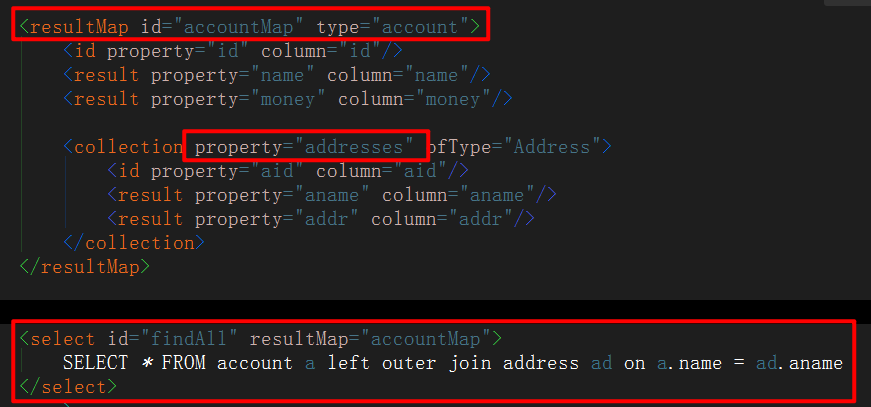 <resultMap id="accountMap" type="account">
<id property="id" column="id"/>
<result property="name" column="name"/>
<result property="money" column="money"/>
<collection property="addresses" ofType="Address">
<id property="aid" column="aid"/>
<result property="aname" column="aname"/>
<result property="addr" column="addr"/>
</collection>
</resultMap>
<select id="findAll" resultMap="accountMap">
SELECT * FROM account a left outer join address ad on a.name = ad.aname
</select>